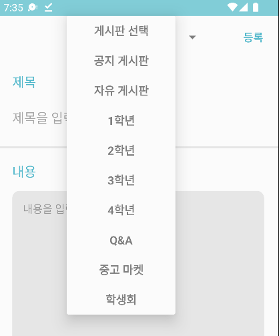 7:35
게시판 선택
등록
공지 게시판
자유 게시판
제목
제목을 입
1학년
2학년
3학년
내용
4학년
내용을 입
Q&A
중고 마켓
학생회